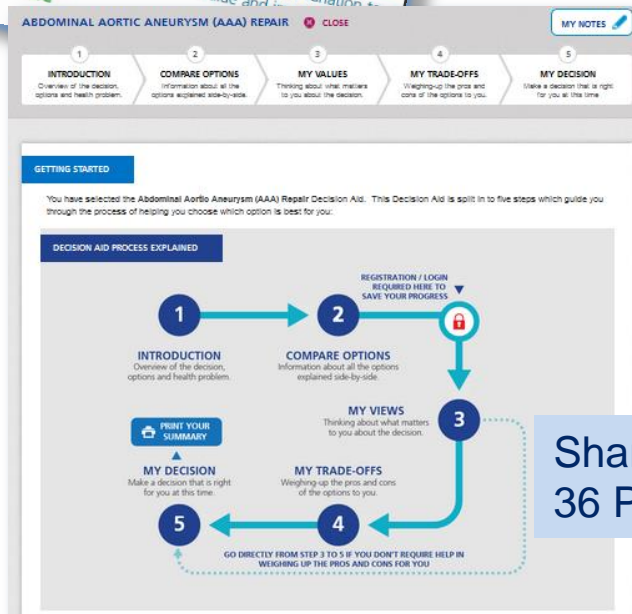 ABDOMINAL AORTIC ANEURYSM (AAA) REPAIR CLOSE
MY NOTES
1
INTRODUCTION
Overview of the decision,
options and health problem.
2
COMPARE OPTIONS
Information about all the
options explained side-by-side.
3
MY VALUES
Thinking about what matters
to you about the decision.
4
MY TRADE-OFFS
Weighing-up the pros and
cons of the options to you.
5
MY DECISION
Make a decision that is right
for you at this time
GETTING STARTED
You have selected the Abdominal Aortic Aneurysm (AAA) Repair Decision Aid. This Decision Aid is split in to five steps which guide you
through the process of helping you choose which option is best for you:
DECISION AID PROCESS EXPLAINED
REGISTRATION / LOGIN
REQUIRED HERE TO
SAVE YOUR PROGRESS
1
INTRODUCTION
Overview of the decision,
options and health problem.
2
COMPARE OPTIONS
Information about all the options
explained side-by-side.
3
MY VIEWS
Thinking about what matters
to you about the decision.
PRINT YOUR
SUMMARY
MY DECISION
Make a decision that is right
for you at this time.
5
MY TRADE-OFFS
Weighing-up the pros and cons
of the options to you.
4
GO DIRECTLY FROM STEP 3 TO 5 IF YOU DON'T REQUIRE HELP IN
WEIGHING UP THE PROS AND CONS FOR YOU
Sha
36 P